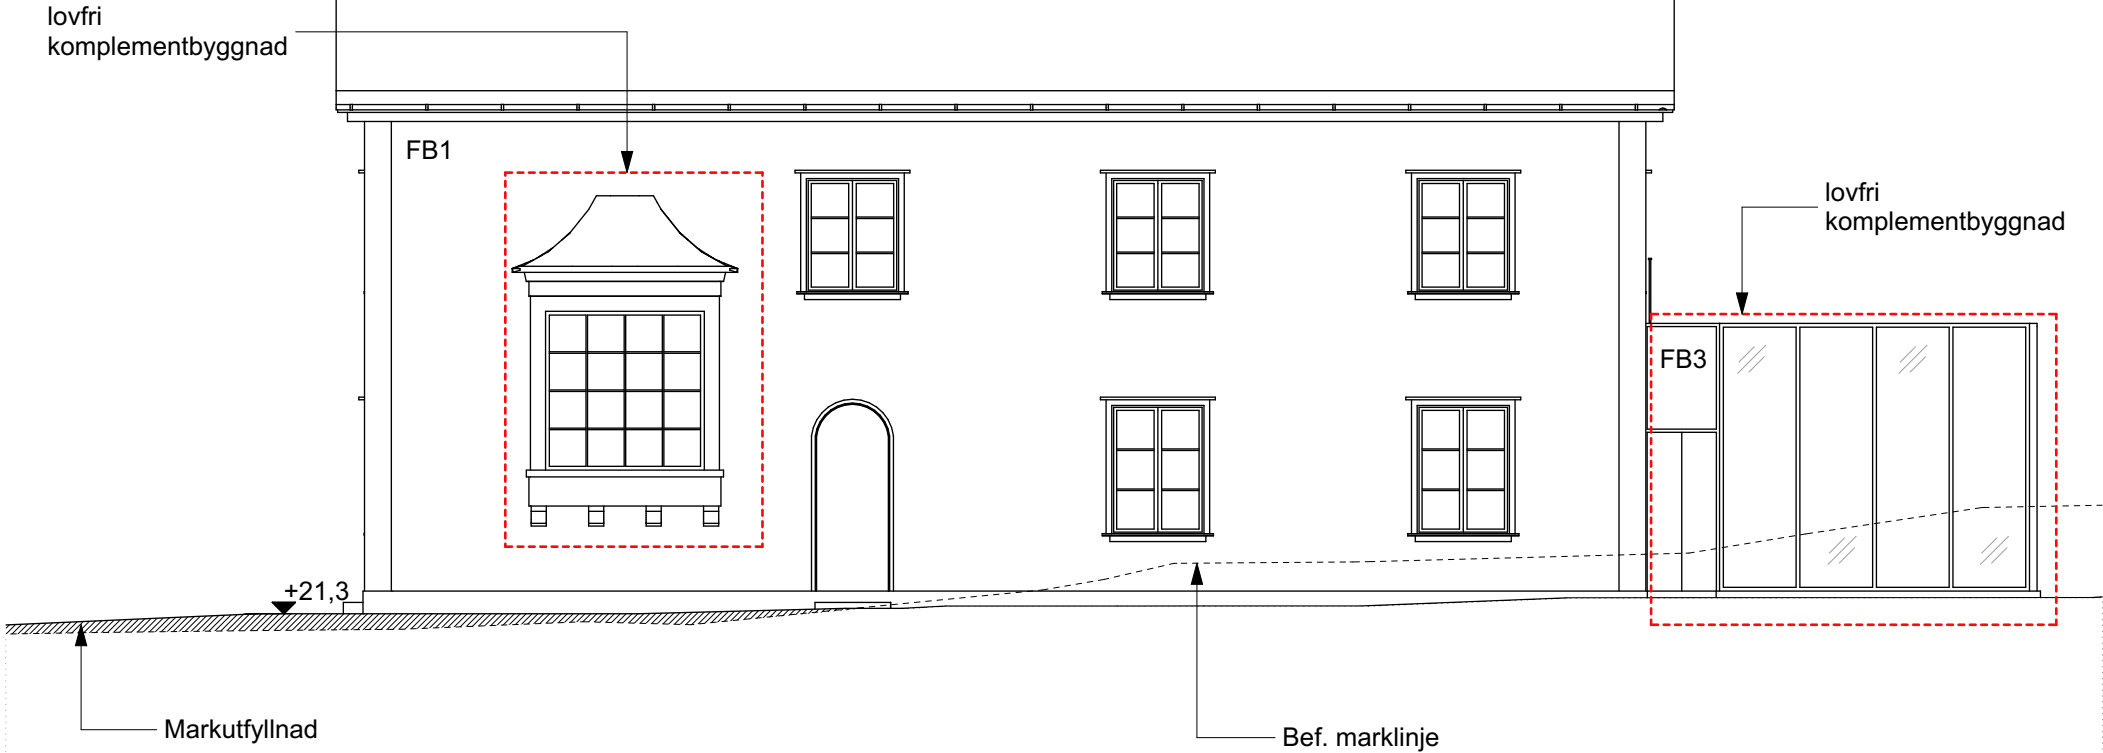 lovfri
komplementbyggnad
FB1
lovfri
komplementbyggnad
FB3
+21,3
Markutfyllnad
Bef. marklinje